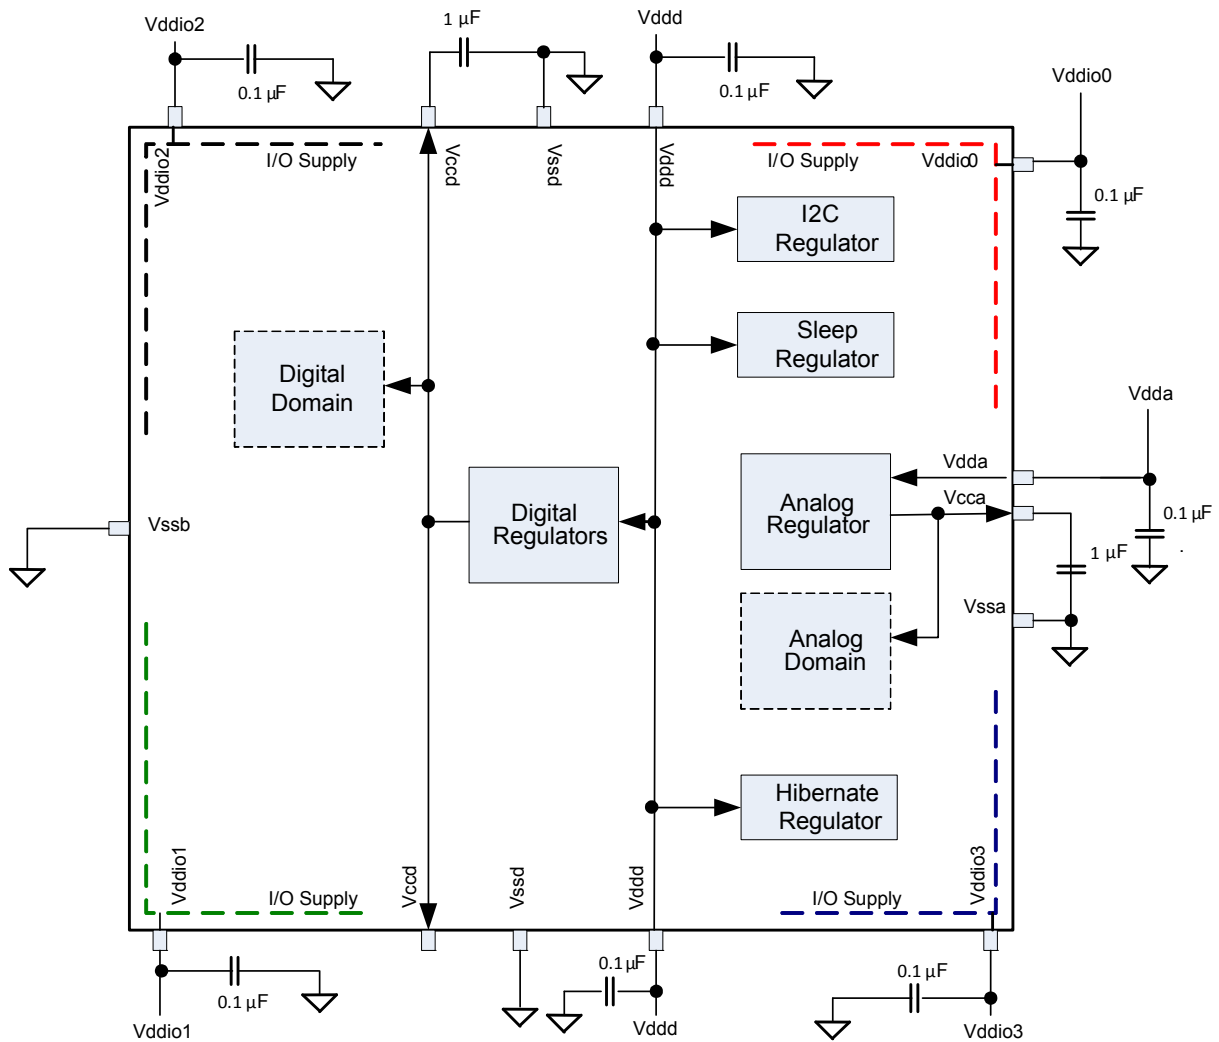 Vddio2
1 µF
Vddd
0.1 µF
0.1 µF
Vddio0
I/O Supply
I/O Supply
Vddio0
Vddio2
Vccd
Vssd
Vddd
0.1 µF
I2C
Regulator
Sleep
Regulator
Digital
Domain
Vdda
Vdda
Vcca
Analog
Regulator
Digital
Regulators
Vssb
0.1 µF
.
1 µF
Vssa
Analog
Domain
Hibernate
Regulator
Vddio1
Vccd
Vssd
Vddd
Vddio3
I/O Supply
I/O Supply
0.1 µF
0.1 µF
0.1 µF
Vddio1
Vddd
Vddio3